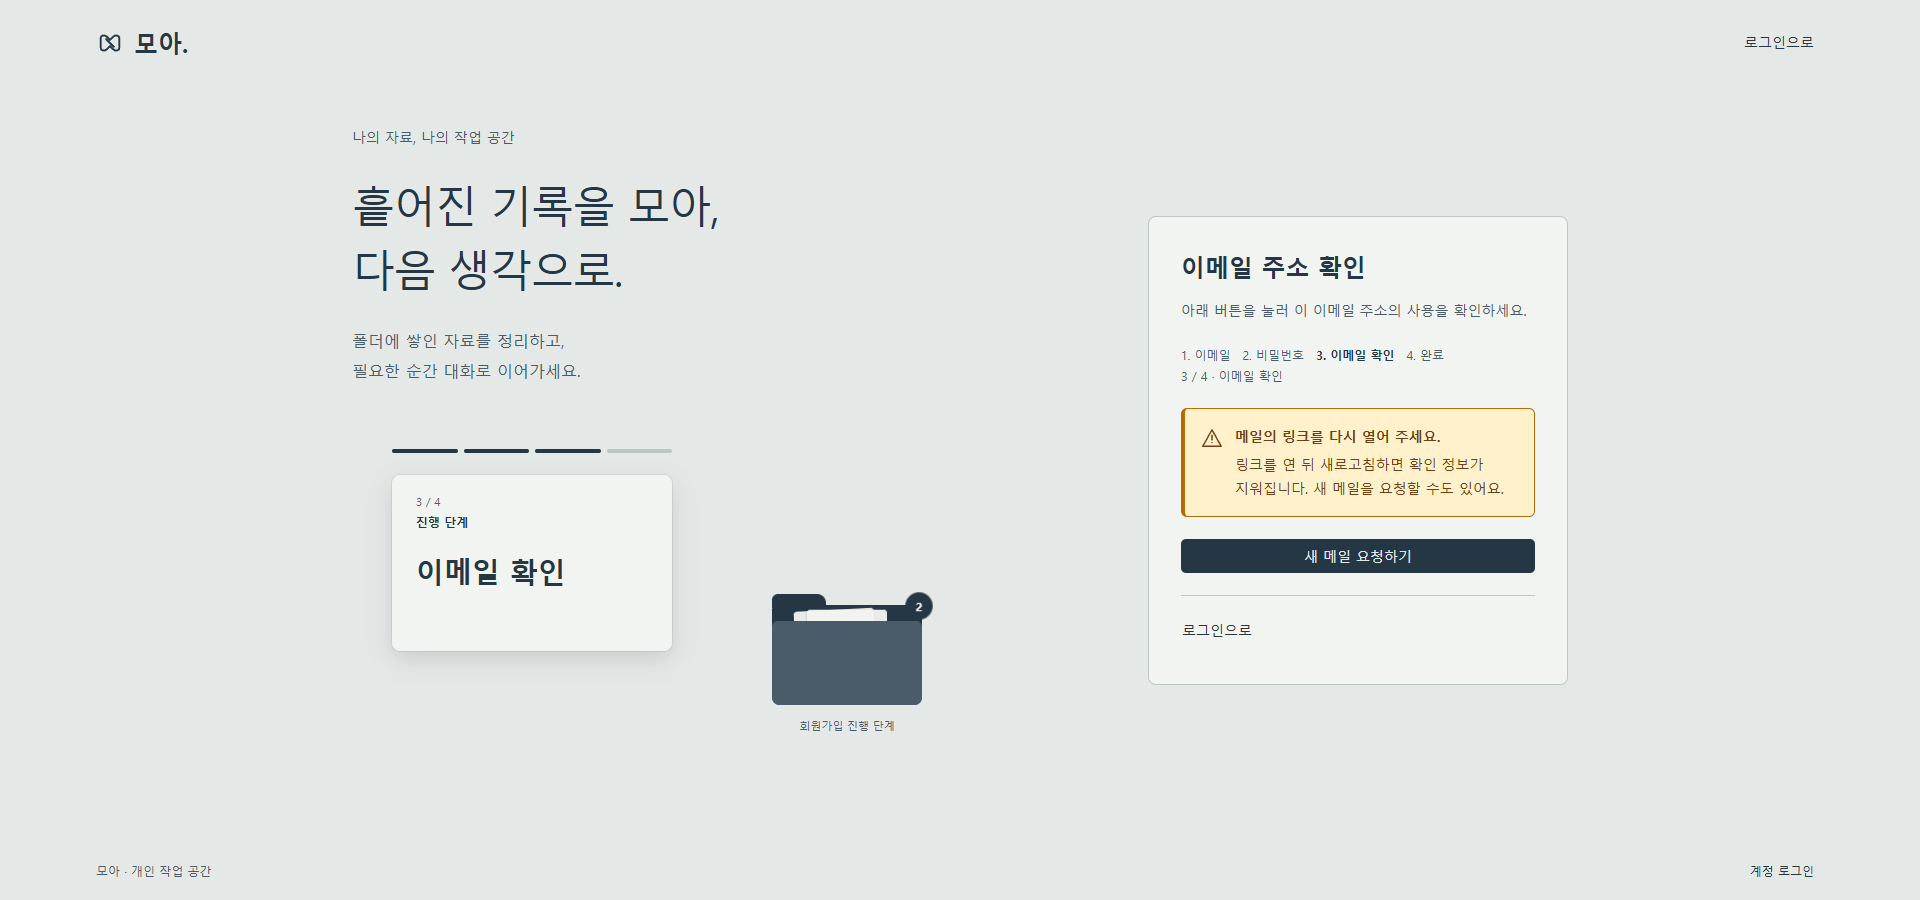 모아.
로그인으로
나의 자료, 나의 작업 공간
흩어진 기록을 모아,
다음 생각으로.
폴더에 쌓인 자료를 정리하고,
필요한 순간 대화로 이어가세요.
3 / 4
진행 단계
이메일 확인
2
회원가입 진행 단계
이메일 주소 확인
아래 버튼을 눌러 이 이메일 주소의 사용을 확인하세요.
1. 이메일 2. 비밀번호 3. 이메일 확인 4. 완료
3 / 4 · 이메일 확인
메일의 링크를 다시 열어 주세요.
링크를 연 뒤 새로고침하면 확인 정보가
지워집니다. 새 메일을 요청할 수도 있어요.
새 메일 요청하기
로그인으로
모아 · 개인 작업 공간
계정 로그인